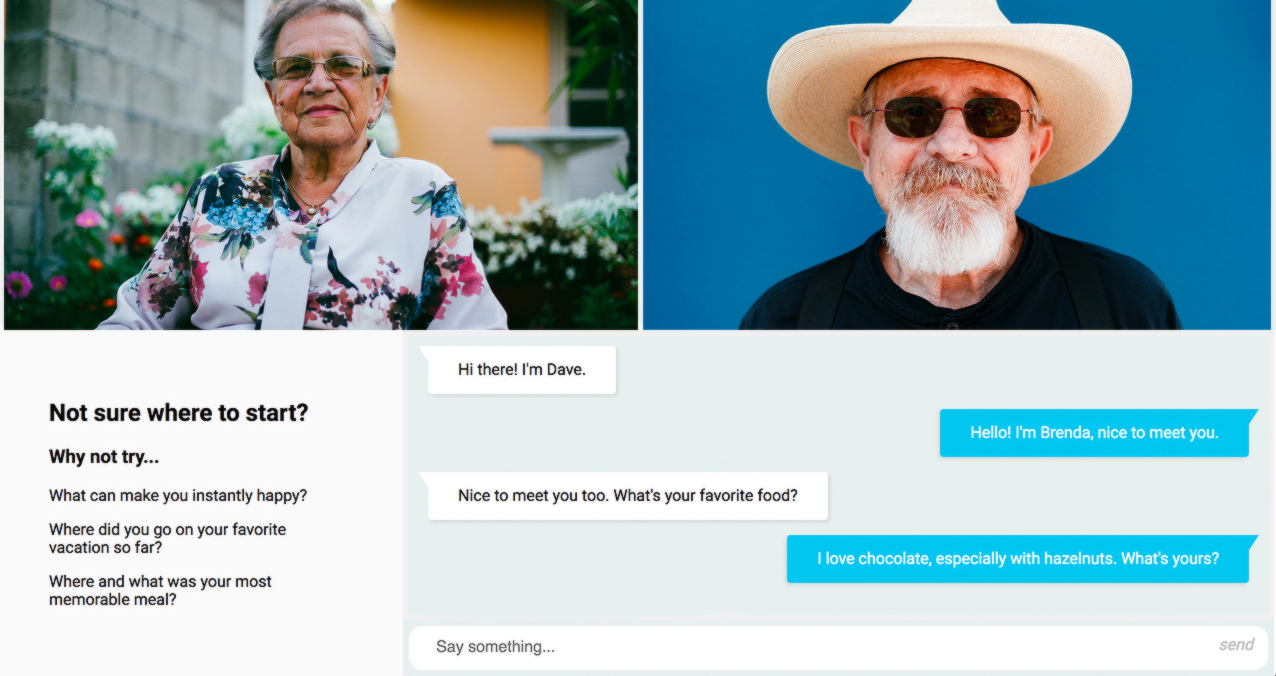 Not sure where to start?
Why not try...
What can make you instantly happy?
Where did you go on your favorite
vacation so far?
Where and what was your most
memorable meal?
Hi there! I'm Dave.
Hello! I'm Brenda, nice to meet you.
Nice to meet you too. What's your favorite food?
I love chocolate, especially with hazelnuts. What's yours?
Say something...
send